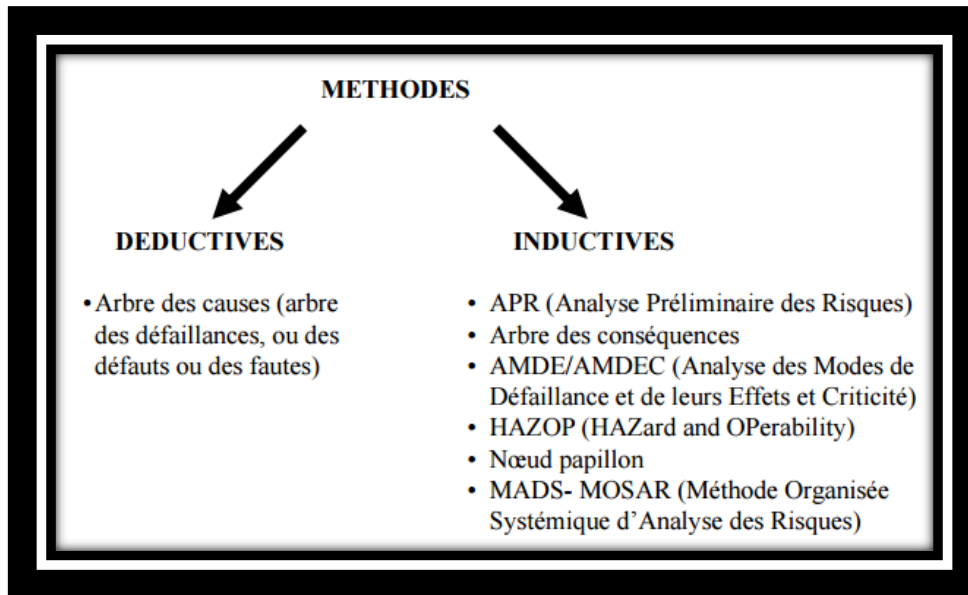 METHODES
DEDUCTIVES
• Arbre des causes (arbre
des défaillances, ou des
défauts ou des fautes)
INDUCTIVES
• APR (Analyse Préliminaire des Risques)
• Arbre des conséquences
• AMDE/AMDEC (Analyse des Modes de
Défaillance et de leurs Effets et Criticité)
• HAZOP (HAZard and OPerability)
• Nœud papillon
• MADS- MOSAR (Méthode Organisée
Systémique d’Analyse des Risques)